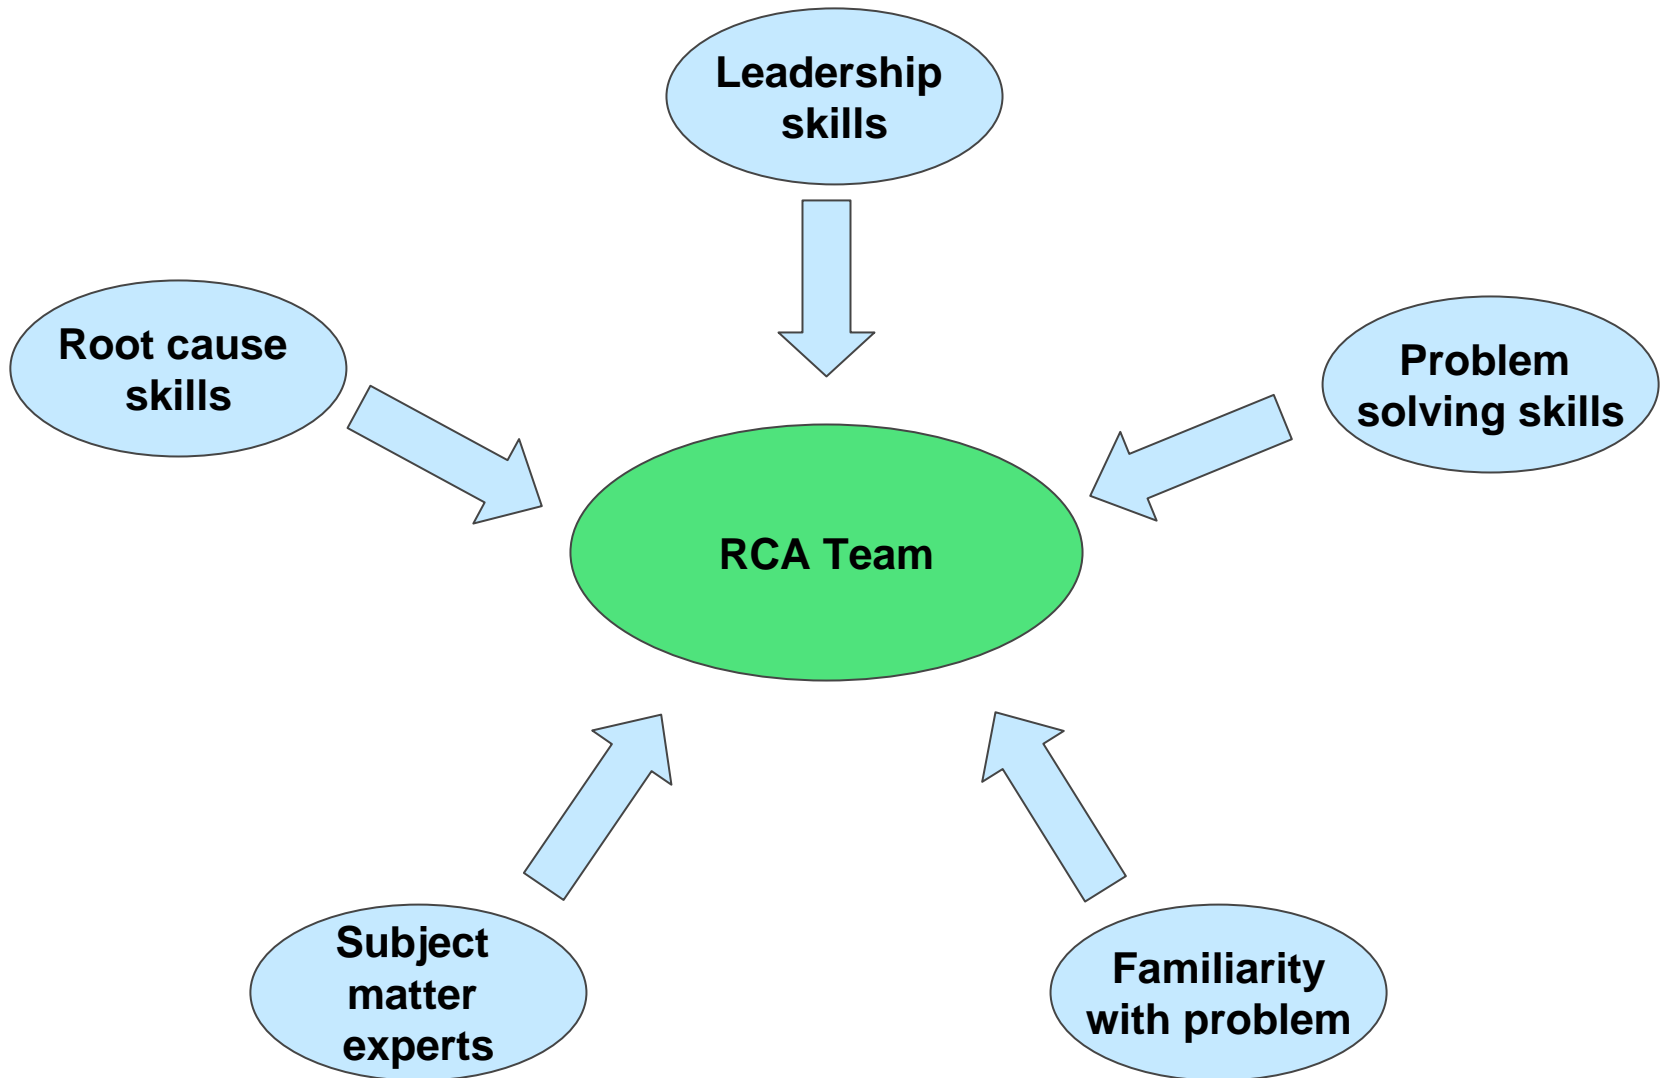 Leadership
skills
Root cause
skills
Problem
solving skills
RCA Team
Subject
matter
experts
Familiarity
with problem